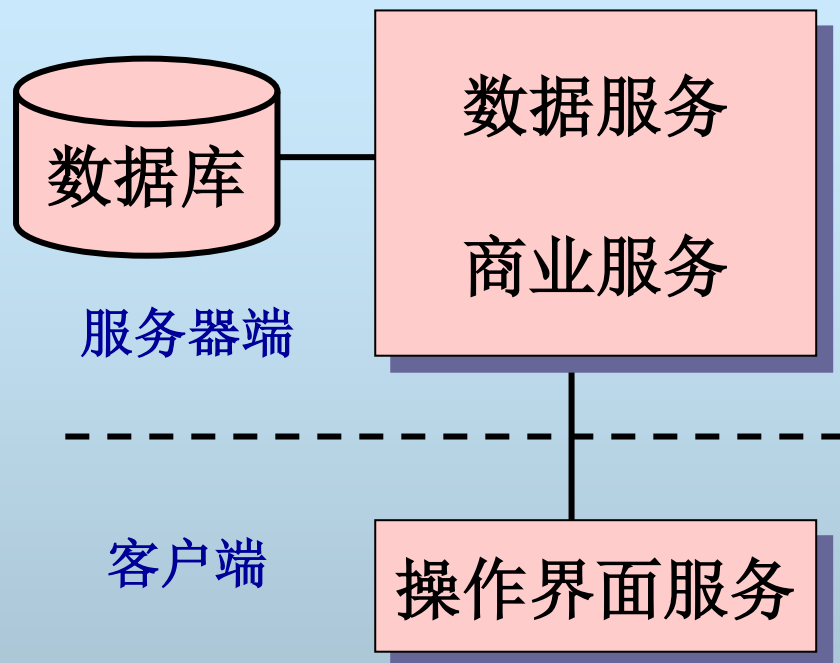 数据服务
数据库
商业服务
服务器端
客户端
操作界面服务